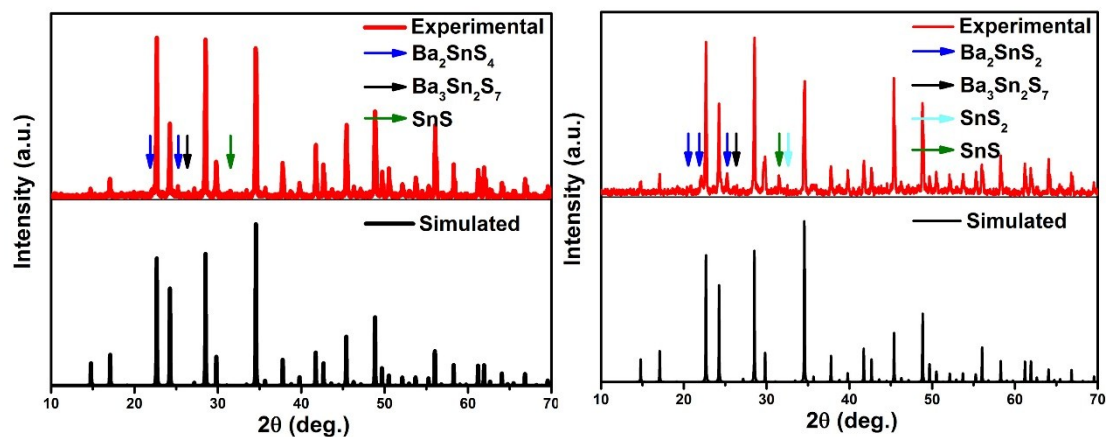 Experimental
Ba₂SnS₄
Ba₃Sn₂S₇
SnS
Simulated
Intensity (a.u.)
10 20 30 40 50 60 70
2θ (deg.)
Experimental
Ba₂SnS₂
Ba₃Sn₂S₇
SnS₂
SnS
Simulated
Intensity (a.u.)
10 20 30 40 50 60 70
2θ (deg.)